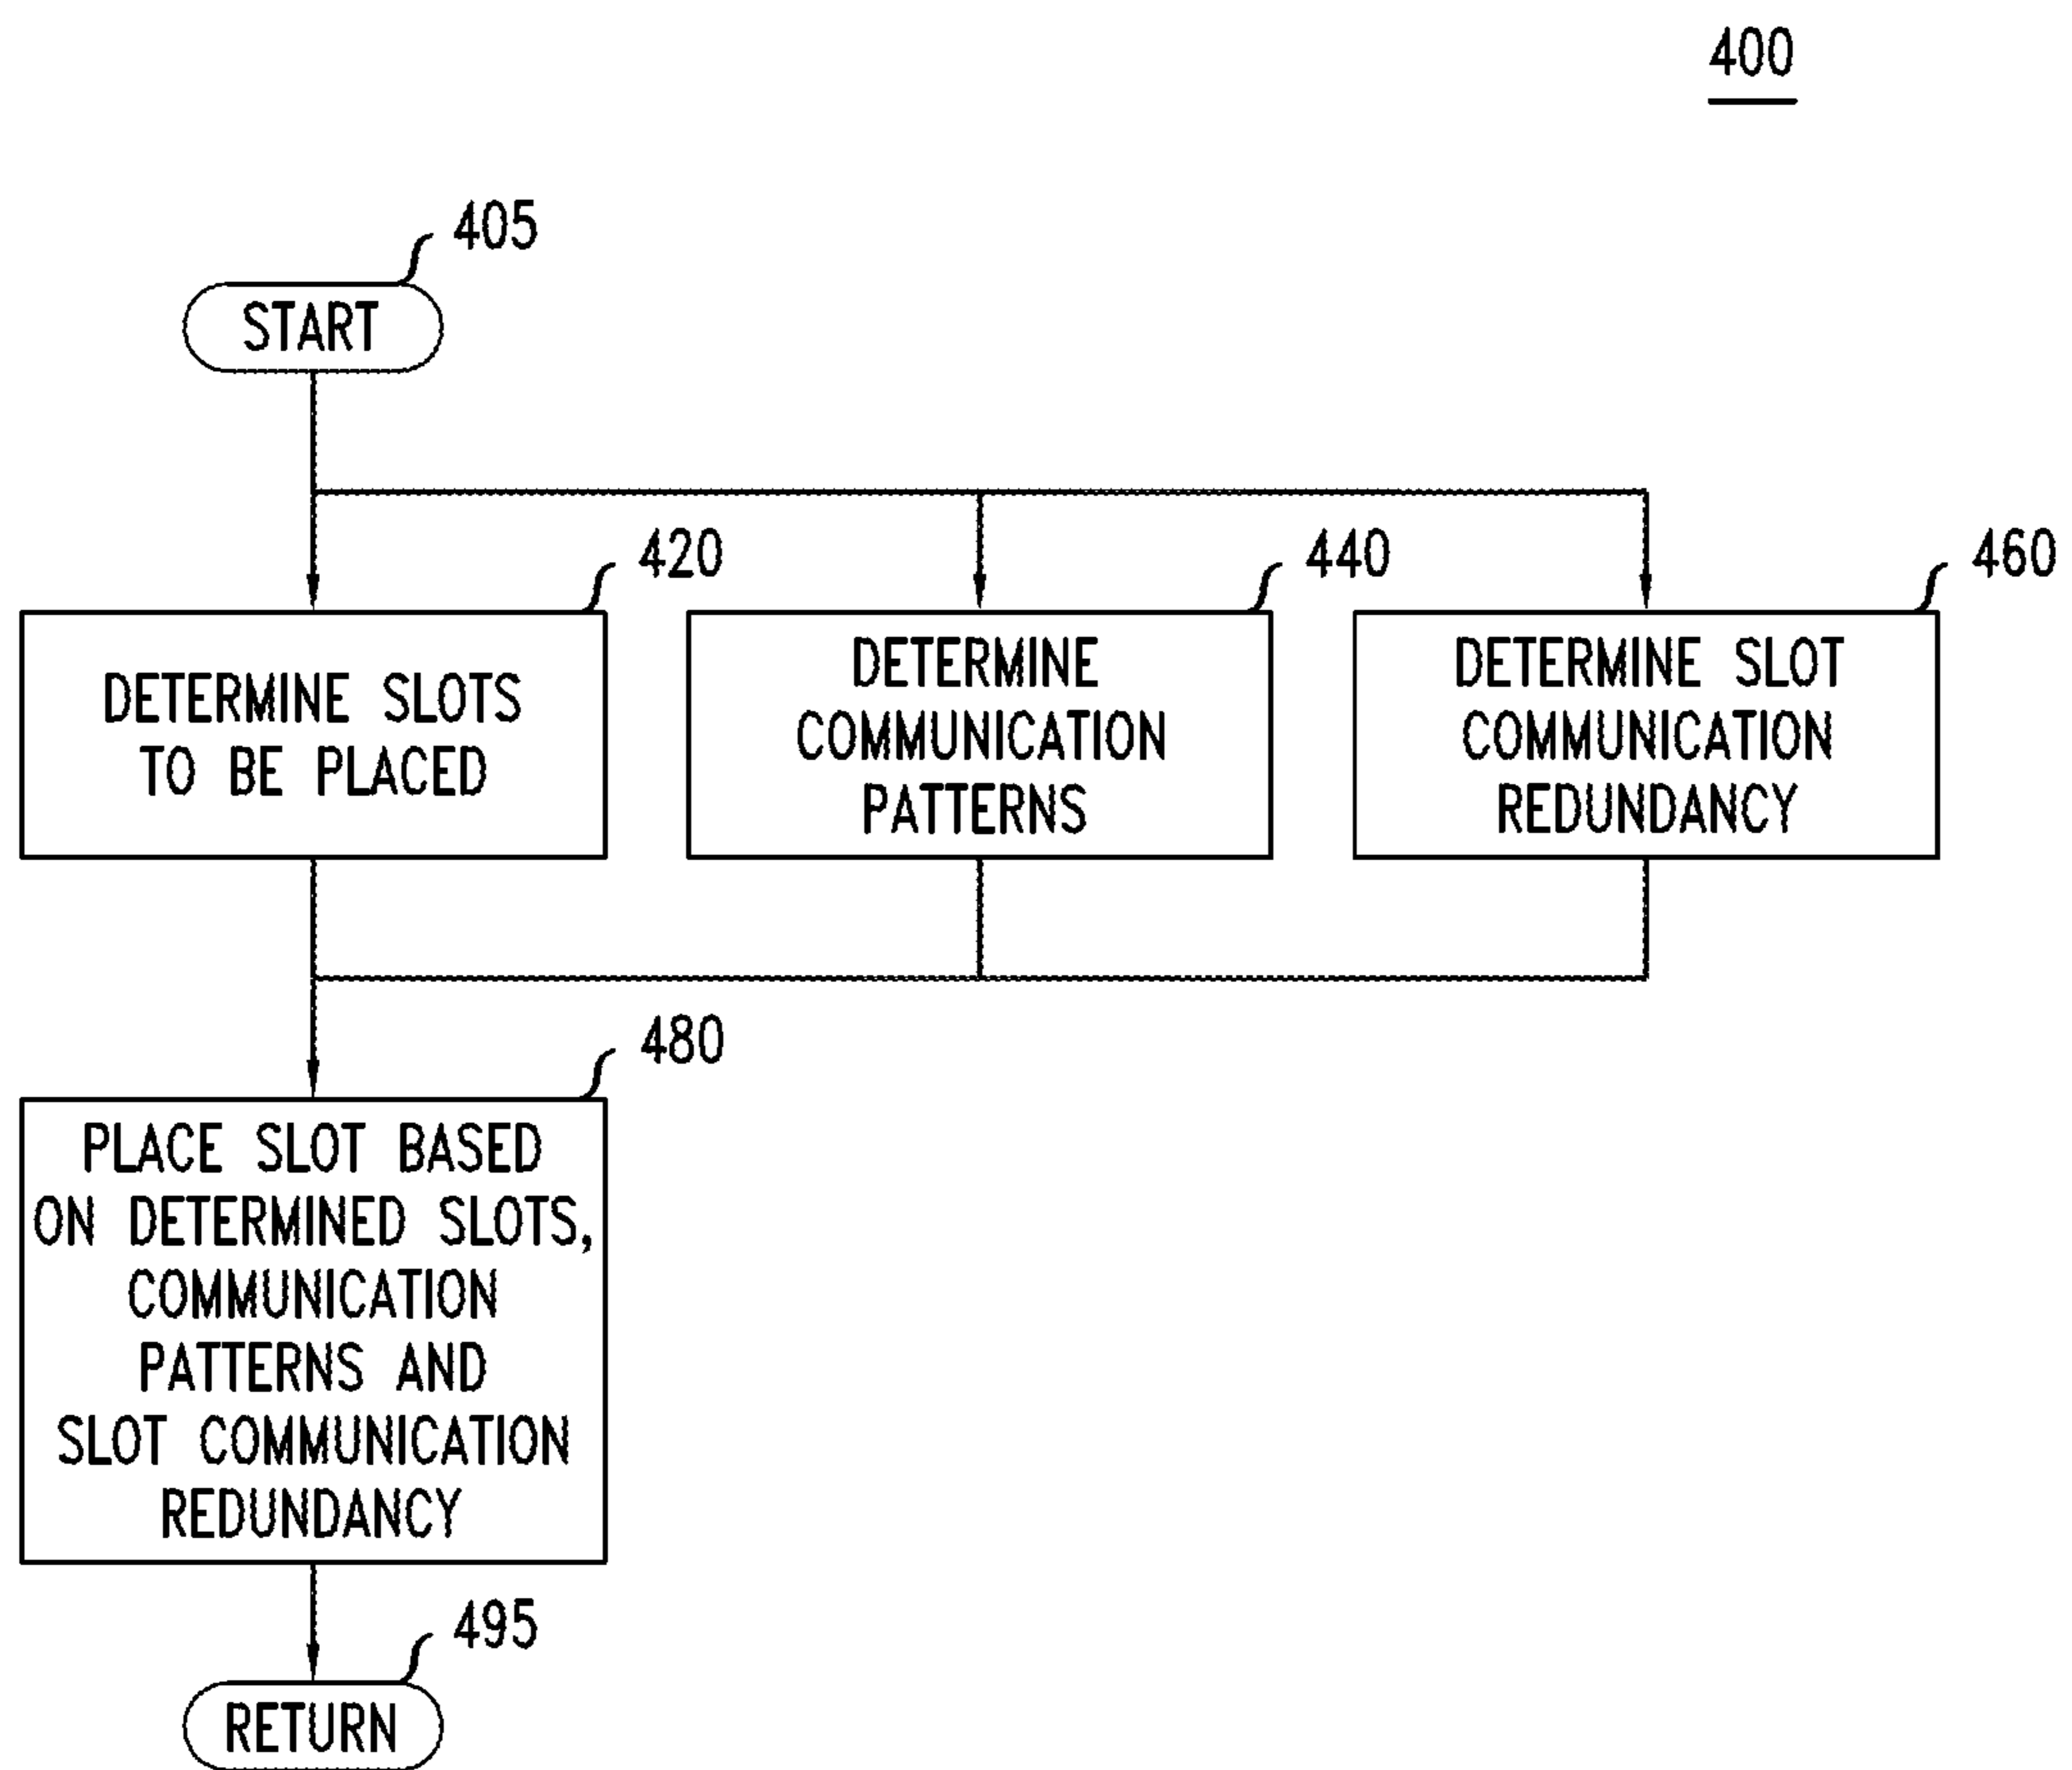 400
405
START
420
440
460
DETERMINE SLOTS
TO BE PLACED
DETERMINE
COMMUNICATION
PATTERNS
DETERMINE SLOT
COMMUNICATION
REDUNDANCY
480
PLACE SLOT BASED
ON DETERMINED SLOTS,
COMMUNICATION
PATTERNS AND
SLOT COMMUNICATION
REDUNDANCY
495
RETURN